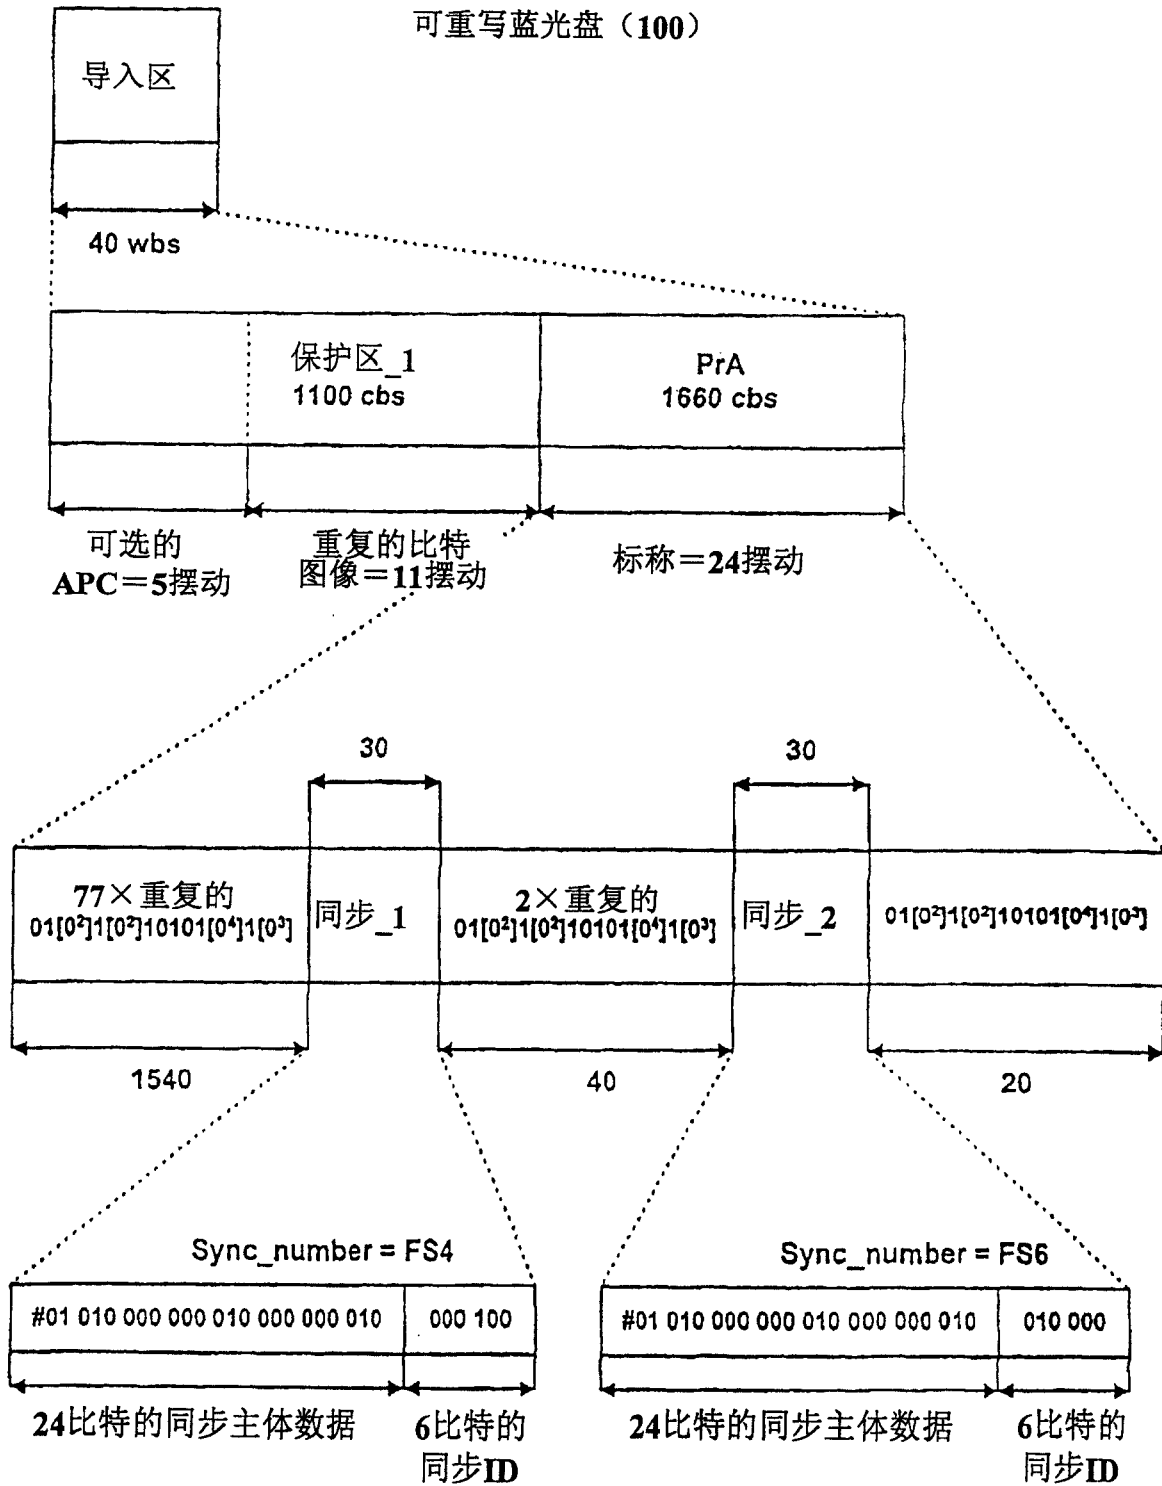 可重写蓝光盘（100）
导入区
40 wbs
保护区_1
1100 cbs
PrA
1660 cbs
可选的
APC＝5摆动
重复的比特
图像＝11摆动
标称＝24摆动
30
30
77×重复的
01[0²]1[0²]10101[0⁴]1[0³]
同步_1
2×重复的
01[0²]1[0²]10101[0⁴]1[0³]
同步_2
01[0²]1[0²]10101[0⁴]1[0³]
1540
40
20
Sync_number = FS4
#01 010 000 000 010 000 000 010
000 100
24比特的同步主体数据
6比特的
同步ID
Sync_number = FS6
#01 010 000 000 010 000 000 010
010 000
24比特的同步主体数据
6比特的
同步ID